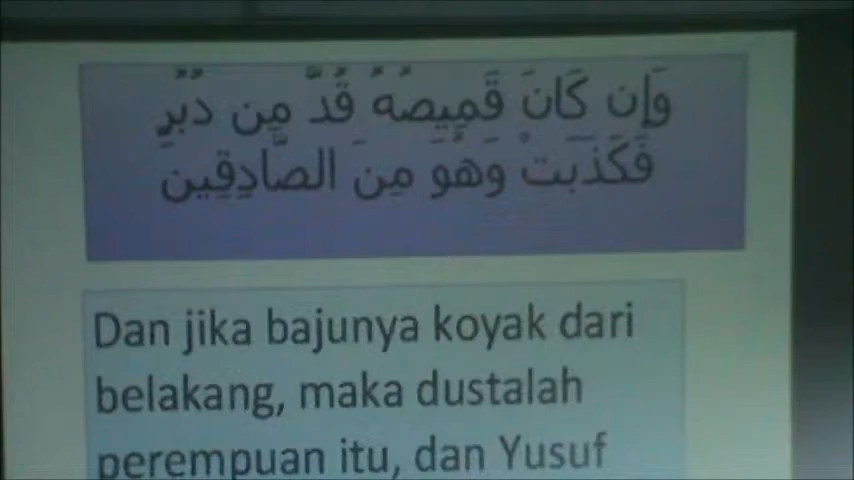 وَإِن كَانَ قَمِيصُهُ قُدَّ مِن دُبُرٍ
فَكَذَبَتْ وَهُوَ مِنَ الصَّادِقِين
Dan jika bajunya koyak dari
belakang, maka dustalah
perempuan itu, dan Yusuf